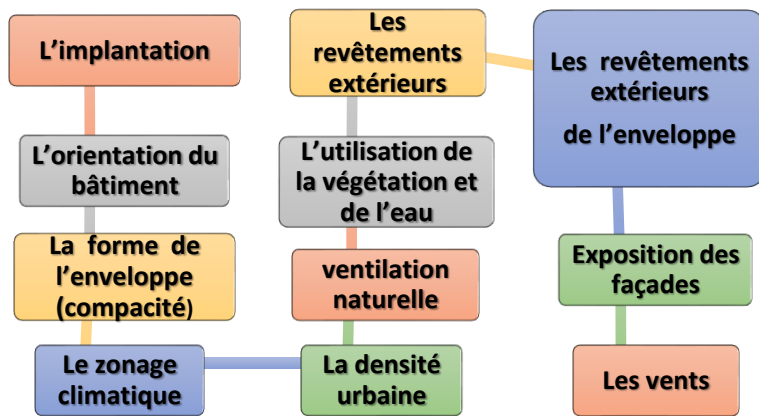 L'implantation
L'orientation du
bâtiment
La forme de
l'enveloppe
(compacité)
Le zonage
climatique
La densité
urbaine
ventilation
naturelle
L'utilisation de
la végétation et
de l'eau
Les
revêtements
extérieurs
Les revêtements
extérieurs
de l'enveloppe
Exposition des
façades
Les vents